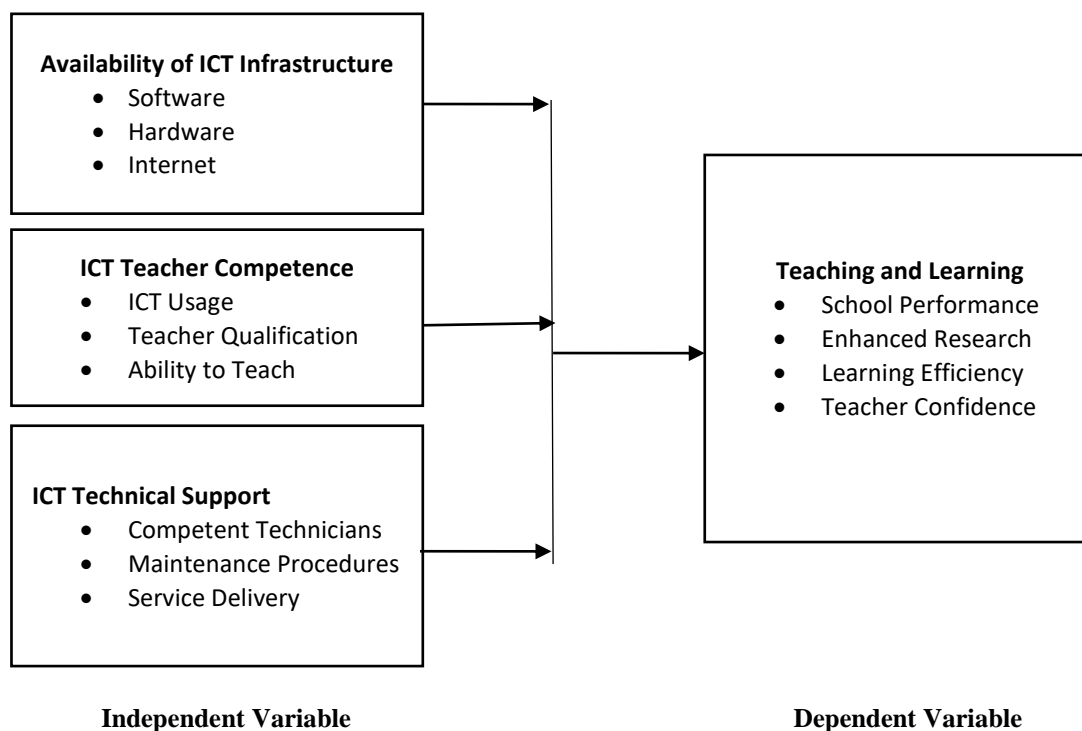 Availability of ICT Infrastructure
• Software
• Hardware
• Internet
ICT Teacher Competence
• ICT Usage
• Teacher Qualification
• Ability to Teach
ICT Technical Support
• Competent Technicians
• Maintenance Procedures
• Service Delivery
Teaching and Learning
• School Performance
• Enhanced Research
• Learning Efficiency
• Teacher Confidence
Independent Variable
Dependent Variable